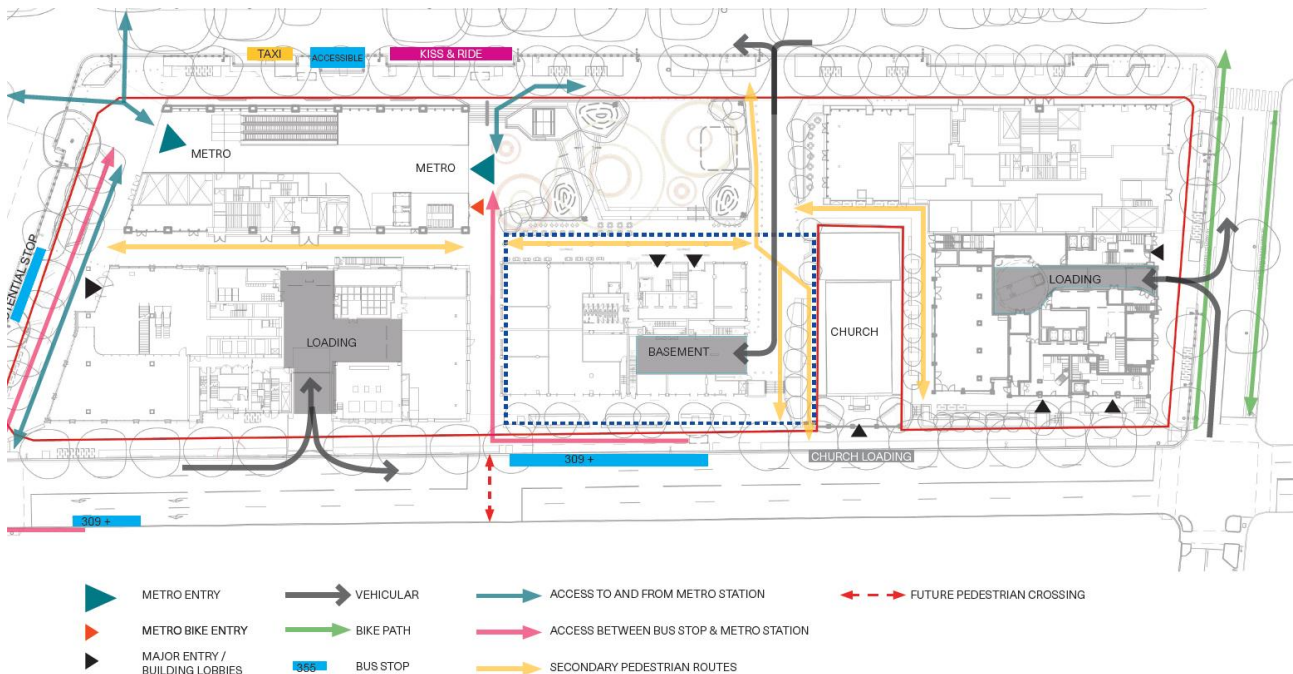 TAXI
ACCESSIBLE
KISS & RIDE
METRO
METRO
POTENTIAL STOP
LOADING
BASEMENT
CHURCH
LOADING
CHURCH LOADING
309 +
309 +
METRO ENTRY
VEHICULAR
ACCESS TO AND FROM METRO STATION
FUTURE PEDESTRIAN CROSSING
METRO BIKE ENTRY
BIKE PATH
ACCESS BETWEEN BUS STOP & METRO STATION
MAJOR ENTRY /
BUILDING LOBBIES
355
BUS STOP
SECONDARY PEDESTRIAN ROUTES